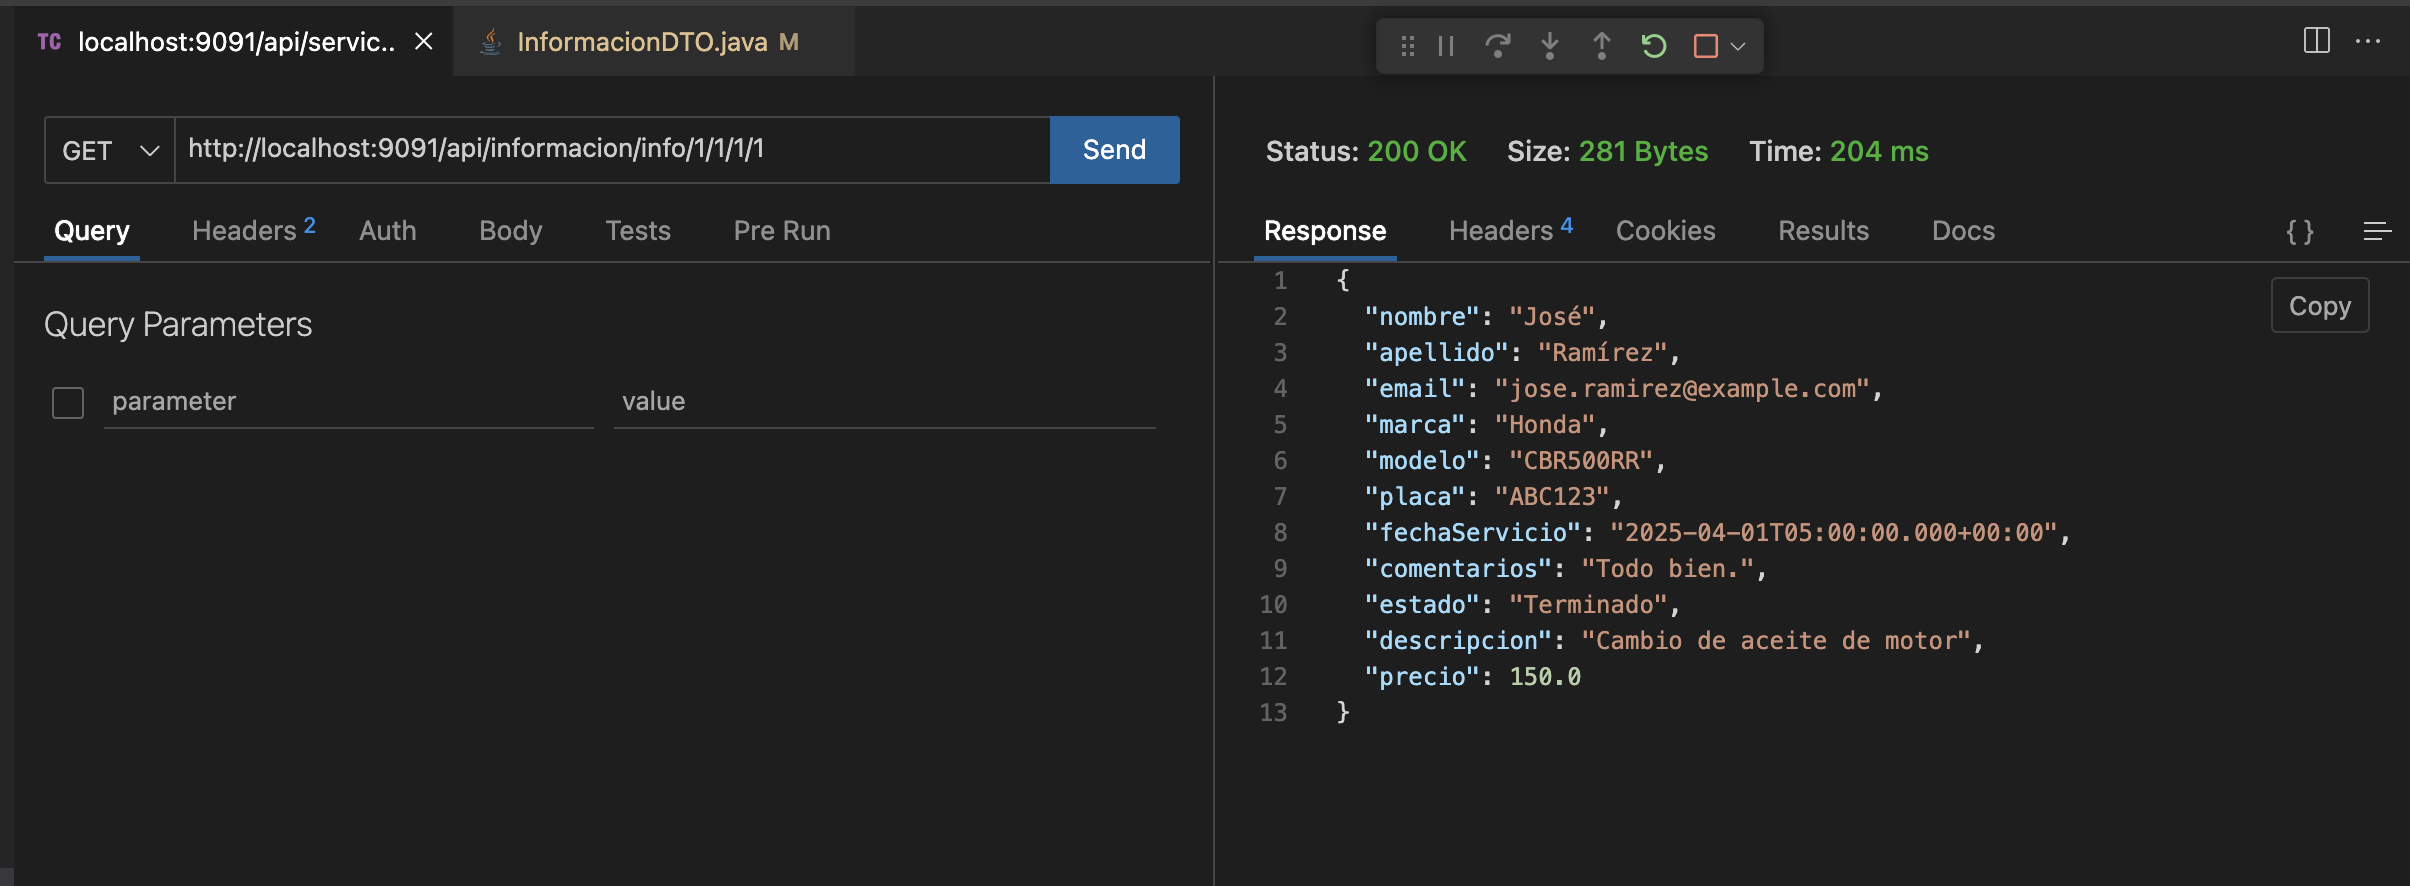 TC localhost:9091/api/servic.. InformacionDTO.java M
GET http://localhost:9091/api/informacion/info/1/1/1/1 Send
Query Headers 2 Auth Body Tests Pre Run
Query Parameters
parameter value
Status: 200 OK Size: 281 Bytes Time: 204 ms
Response Headers 4 Cookies Results Docs { }
Copy
1 {
2 "nombre": "José",
3 "apellido": "Ramírez",
4 "email": "jose.ramirez@example.com",
5 "marca": "Honda",
6 "modelo": "CBR500RR",
7 "placa": "ABC123",
8 "fechaServicio": "2025-04-01T05:00:00.000+00:00",
9 "comentarios": "Todo bien.",
10 "estado": "Terminado",
11 "descripcion": "Cambio de aceite de motor",
12 "precio": 150.0
13 }